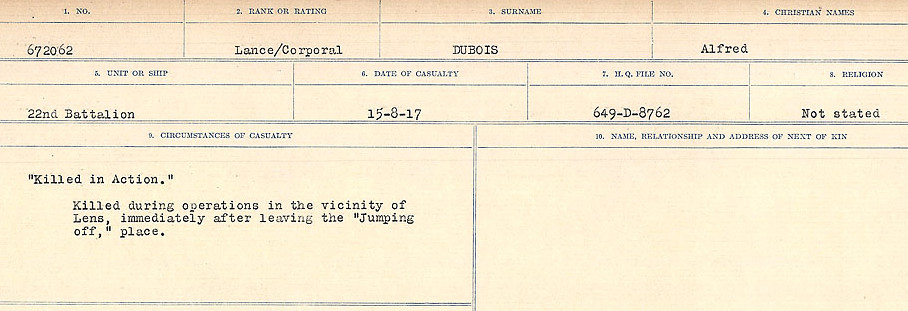 1. NO. 2. RANK OR RATING 3. SURNAME 4. CHRISTIAN NAMES
672062 Lance/Corporal DUBOIS Alfred
5. UNIT OR SHIP 6. DATE OF CASUALTY 7. H. Q. FILE NO. 8. RELIGION
22nd Battalion 15-8-17 649-D-8762 Not stated
9. CIRCUMSTANCES OF CASUALTY 10. NAME, RELATIONSHIP AND ADDRESS OF NEXT OF KIN
"Killed in Action."
Killed during operations in the vicinity of
Lens, immediately after leaving the "Jumping
off," place.